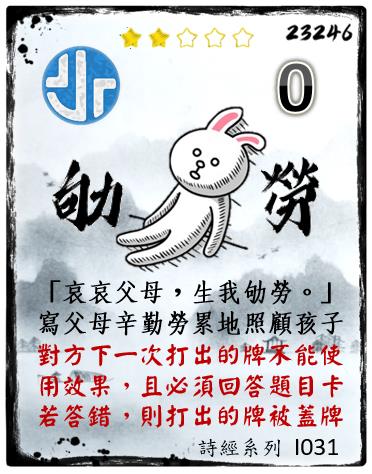 23246
0
劬勞
「哀哀父母，生我劬勞。」
寫父母辛勤勞累地照顧孩子
對方下一次打出的牌不能使
用效果，且必須回答題目卡
若答錯，則打出的牌被蓋牌
詩經系列 I031